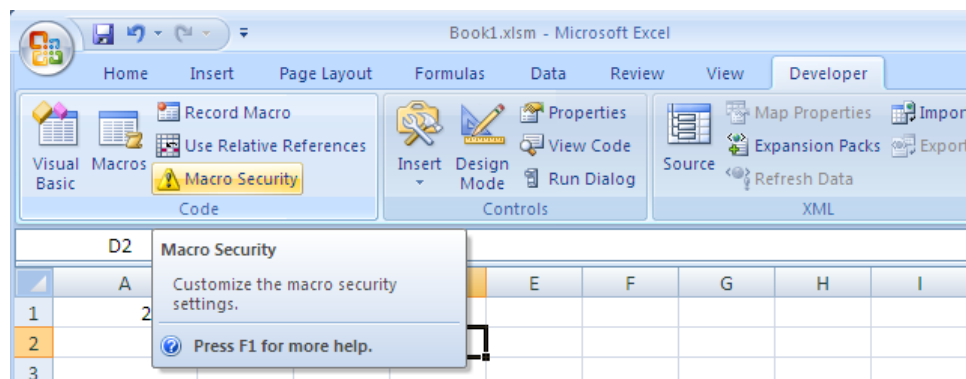 Book1.xlsm - Microsoft Excel
Home Insert Page Layout Formulas Data Review View Developer
Visual Basic
Macros
Record Macro
Use Relative References
Macro Security
Code
Insert
Design Mode
Properties
View Code
Run Dialog
Controls
Source
Map Properties
Expansion Packs
Refresh Data
Impor
Export
XML
D2
Macro Security
Customize the macro security
settings.
Press F1 for more help.
A E F G H I
1 2
2
3